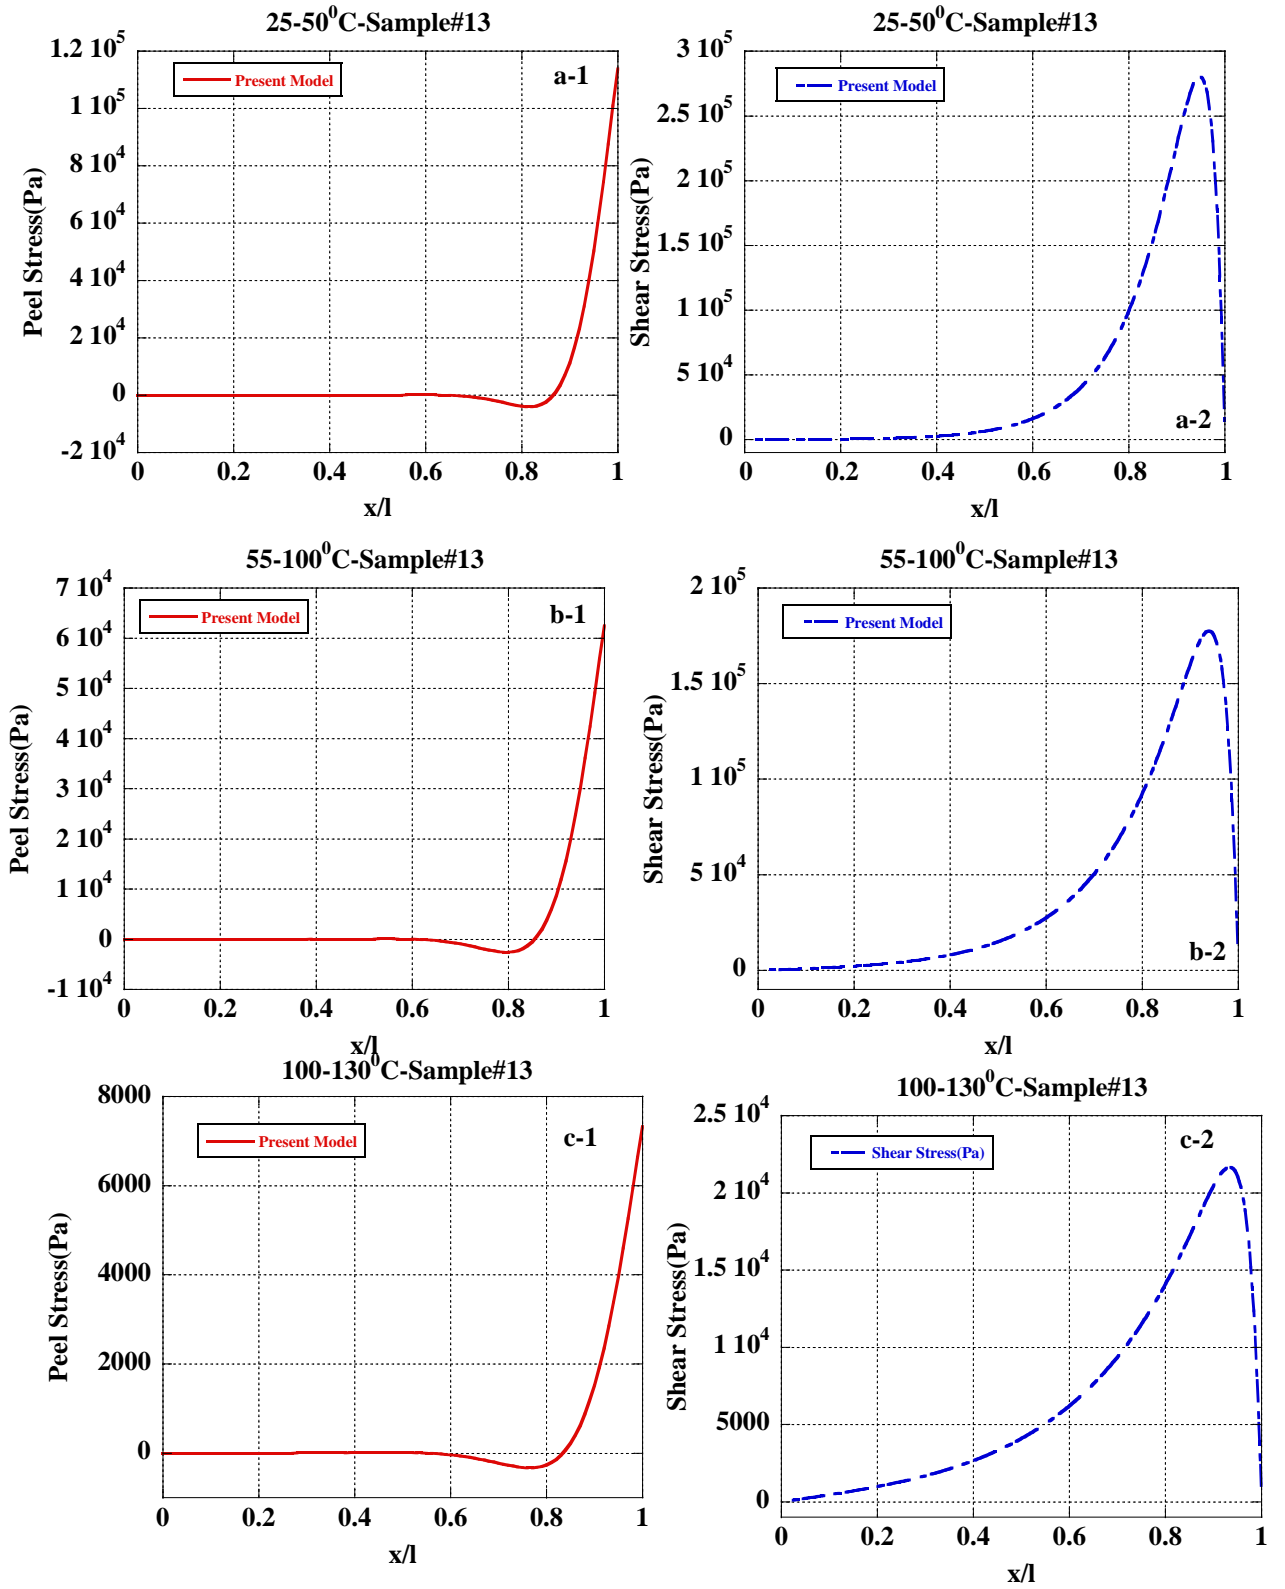 25-50⁰C-Sample#13
1.2 10⁵
1 10⁵
8 10⁴
6 10⁴
4 10⁴
2 10⁴
0
-2 10⁴
Peel Stress(Pa)
Present Model
a-1
0 0.2 0.4 0.6 0.8 1
x/l
25-50⁰C-Sample#13
3 10⁵
2.5 10⁵
2 10⁵
1.5 10⁵
1 10⁵
5 10⁴
0
Shear Stress(Pa)
Present Model
a-2
0 0.2 0.4 0.6 0.8 1
x/l
55-100⁰C-Sample#13
7 10⁴
6 10⁴
5 10⁴
4 10⁴
3 10⁴
2 10⁴
1 10⁴
0
-1 10⁴
Peel Stress(Pa)
Present Model
b-1
0 0.2 0.4 0.6 0.8 1
x/l
55-100⁰C-Sample#13
2 10⁵
1.5 10⁵
1 10⁵
5 10⁴
0
Shear Stress(Pa)
Present Model
b-2
0 0.2 0.4 0.6 0.8 1
x/l
100-130⁰C-Sample#13
8000
6000
4000
2000
0
Peel Stress(Pa)
Present Model
c-1
0 0.2 0.4 0.6 0.8 1
x/l
100-130⁰C-Sample#13
2.5 10⁴
2 10⁴
1.5 10⁴
1 10⁴
5000
0
Shear Stress(Pa)
Shear Stress(Pa)
c-2
0 0.2 0.4 0.6 0.8 1
x/l